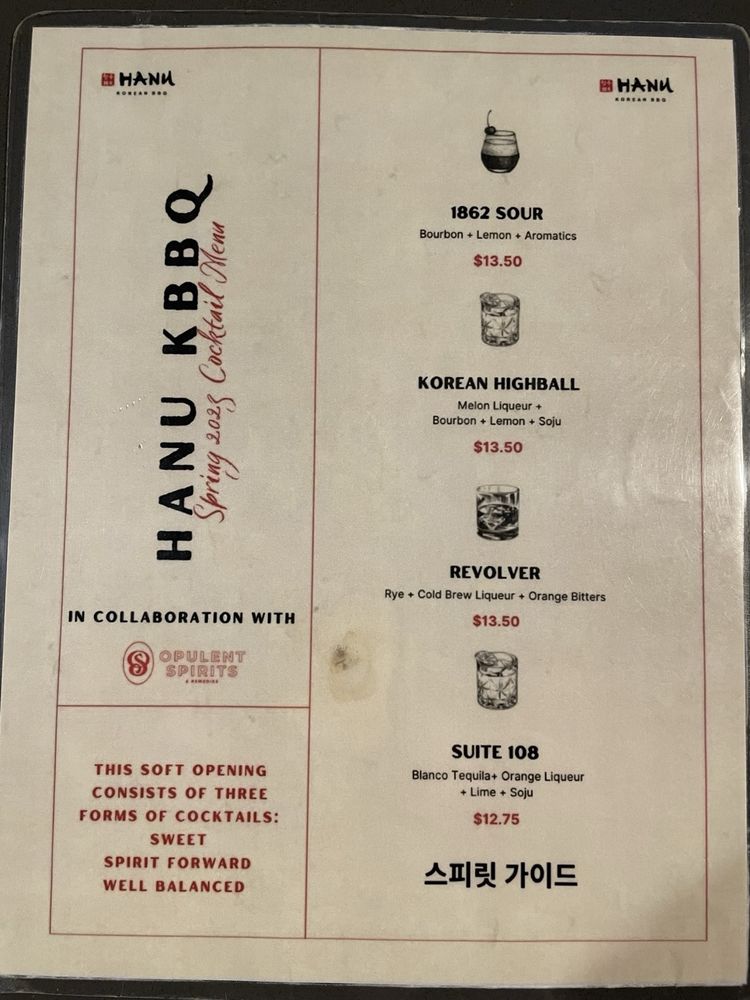 HANU
KOREAN BBQ
HANU KBBQ
Spring 2023 Cocktail Menu
IN COLLABORATION WITH
OPULENT
SPIRITS
& REMEDIES
THIS SOFT OPENING
CONSISTS OF THREE
FORMS OF COCKTAILS:
SWEET
SPIRIT FORWARD
WELL BALANCED
HANU
KOREAN BBQ
1862 SOUR
Bourbon + Lemon + Aromatics
$13.50
KOREAN HIGHBALL
Melon Liqueur +
Bourbon + Lemon + Soju
$13.50
REVOLVER
Rye + Cold Brew Liqueur + Orange Bitters
$13.50
SUITE 108
Blanco Tequila+ Orange Liqueur
+ Lime + Soju
$12.75
스피릿 가이드